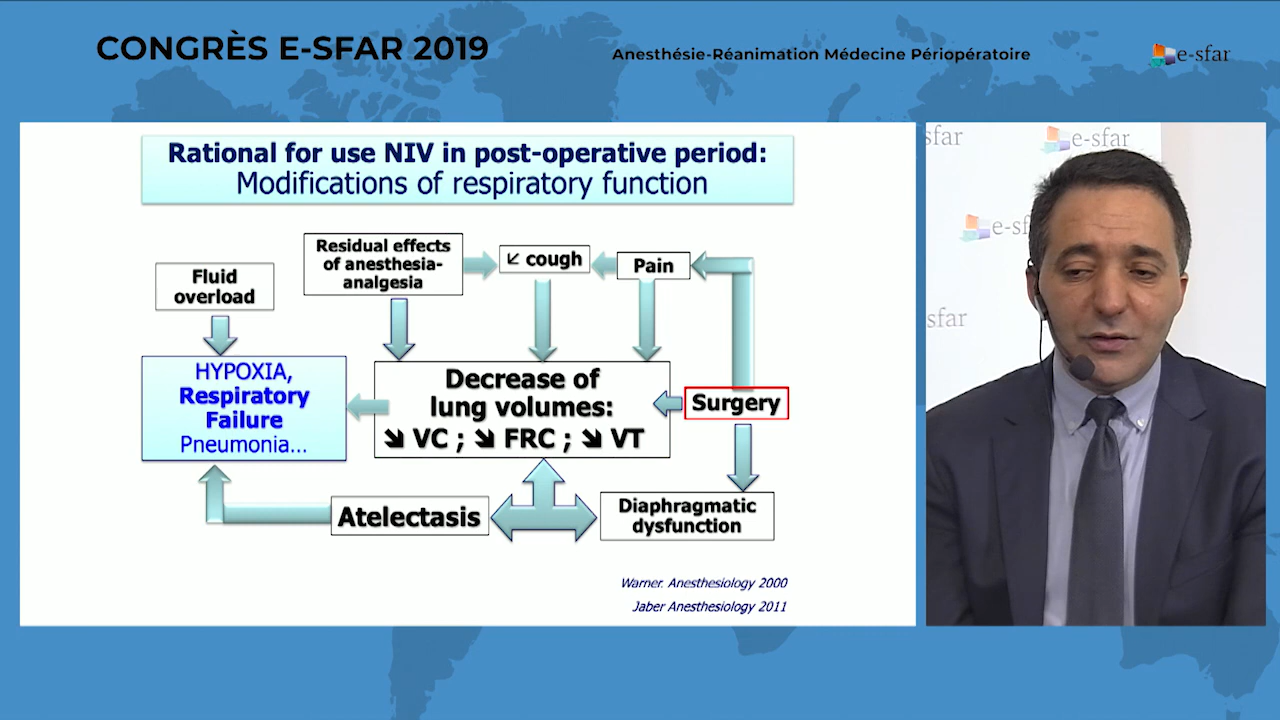 CONGRÈS E-SFAR 2019
Anesthésie-Réanimation Médecine Périopératoire
e-sfar
Rational for use NIV in post-operative period:
Modifications of respiratory function
Residual effects
of anesthesia-
analgesia
↙ cough
Pain
Fluid
overload
HYPOXIA,
Respiratory
Failure
Pneumonia...
Decrease of
lung volumes:
↘ VC ; ↘ FRC ; ↘ VT
Surgery
Atelectasis
Diaphragmatic
dysfunction
Warner. Anesthesiology 2000
Jaber Anesthesiology 2011
sfar
e-sfar
e-sf
sfar